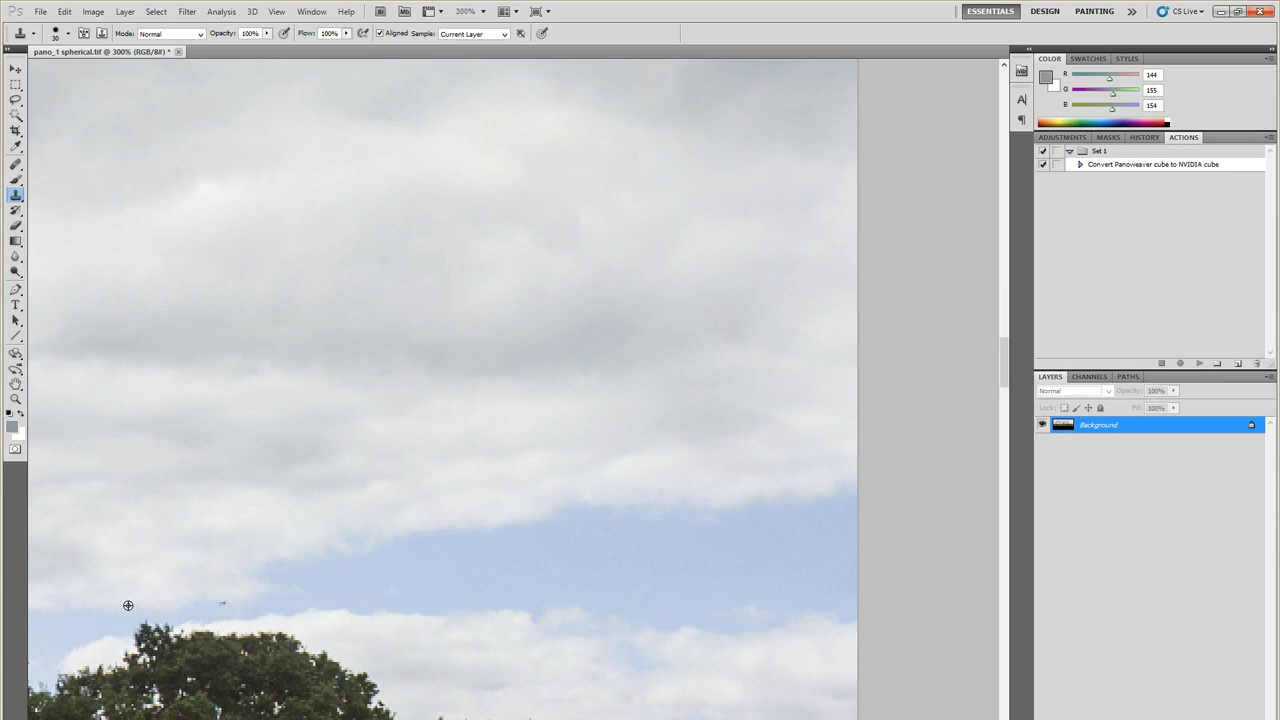 Ps File Edit Image Layer Select Filter Analysis 3D View Window Help Br Mb 300% ESSENTIALS DESIGN PAINTING CS Live
30 Mode: Normal Opacity: 100% Flow: 100% Aligned Sample: Current Layer
pano_1 spherical.tif @ 300% (RGB/8#) *
COLOR SWATCHES STYLES
R 144
G 155
B 154
ADJUSTMENTS MASKS HISTORY ACTIONS
Set 1
Convert Panoweaver cube to NVIDIA cube
LAYERS CHANNELS PATHS
Normal Opacity: 100%
Lock: Fill: 100%
Background